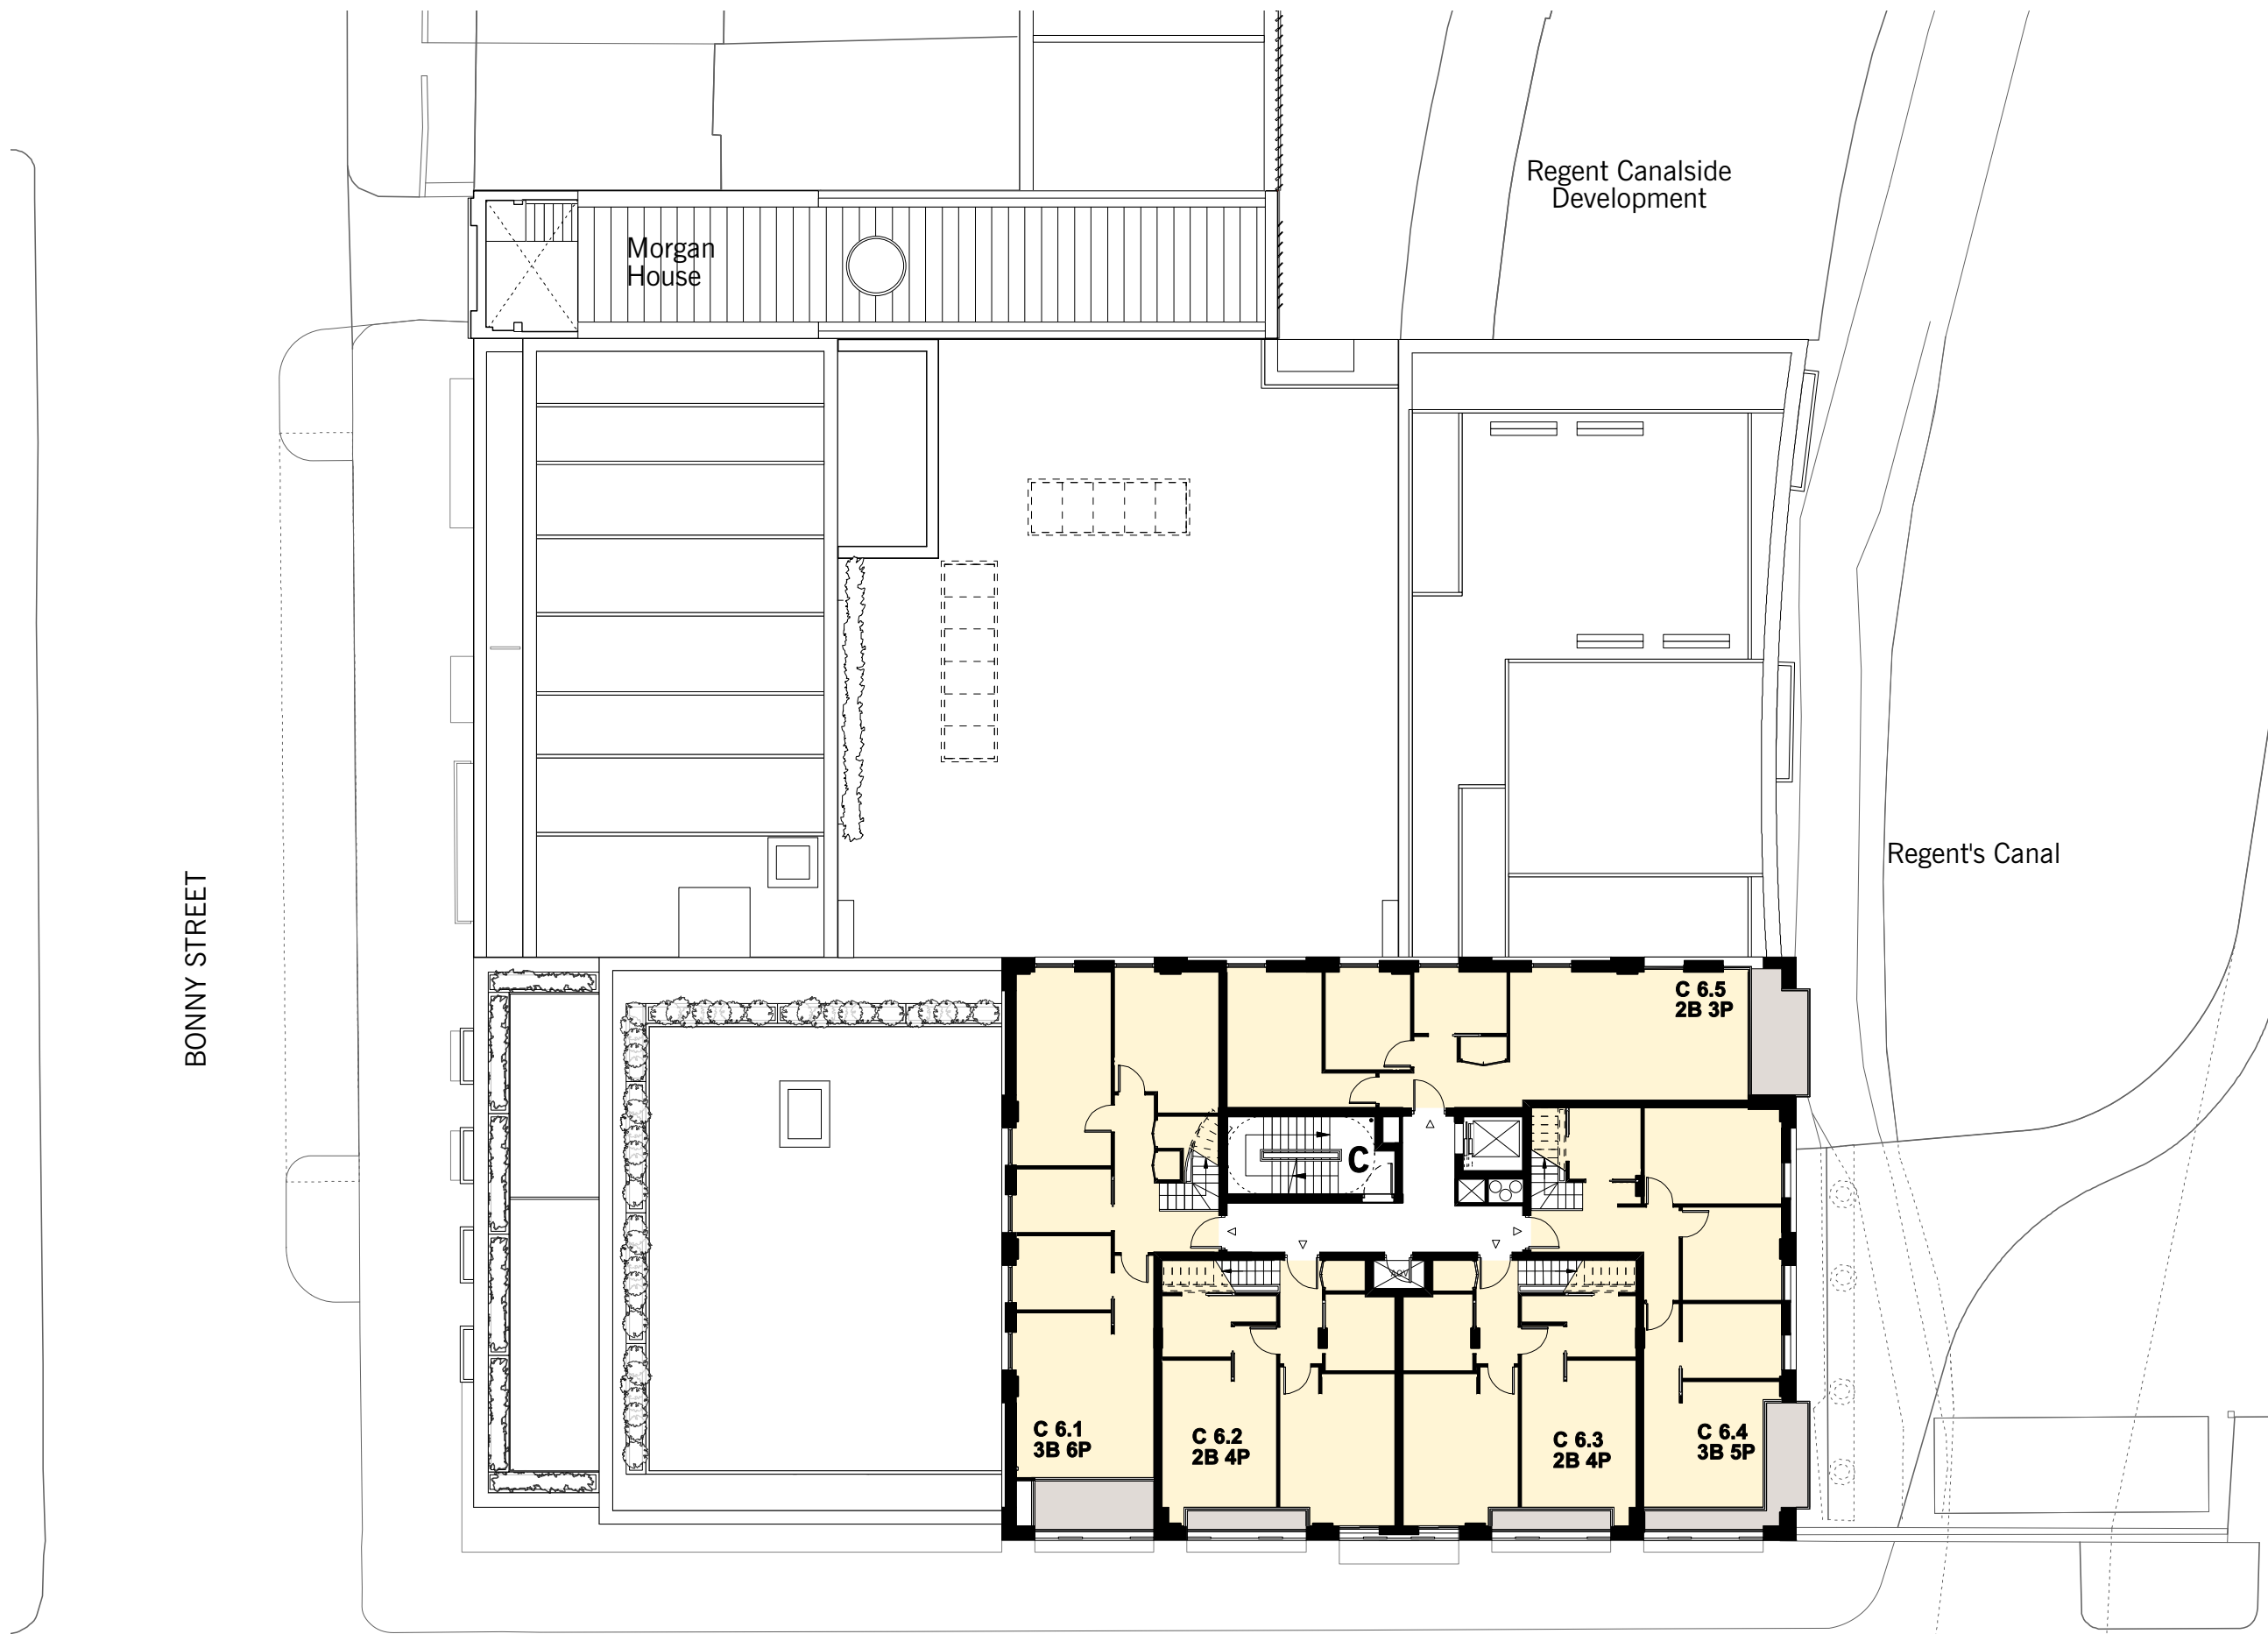 Regent Canalside
Development
Morgan
House
Regent's Canal
BONNY STREET
C 6.5
2B 3P
C
AOV
C 6.1
3B 6P
C 6.2
2B 4P
C 6.3
2B 4P
C 6.4
3B 5P